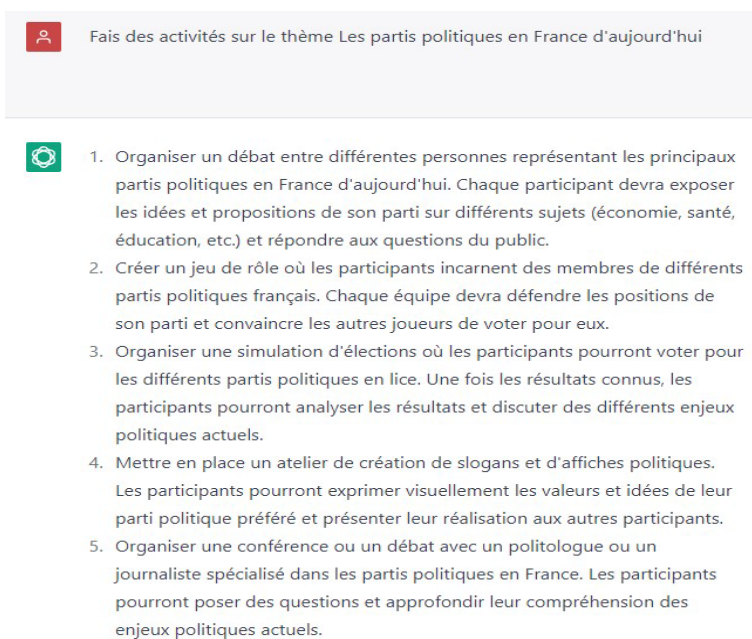 Fais des activités sur le thème Les partis politiques en France d'aujourd'hui
1. Organiser un débat entre différentes personnes représentant les principaux
partis politiques en France d'aujourd'hui. Chaque participant devra exposer
les idées et propositions de son parti sur différents sujets (économie, santé,
éducation, etc.) et répondre aux questions du public.
2. Créer un jeu de rôle où les participants incarnent des membres de différents
partis politiques français. Chaque équipe devra défendre les positions de
son parti et convaincre les autres joueurs de voter pour eux.
3. Organiser une simulation d'élections où les participants pourront voter pour
les différents partis politiques en lice. Une fois les résultats connus, les
participants pourront analyser les résultats et discuter des différents enjeux
politiques actuels.
4. Mettre en place un atelier de création de slogans et d'affiches politiques.
Les participants pourront exprimer visuellement les valeurs et idées de leur
parti politique préféré et présenter leur réalisation aux autres participants.
5. Organiser une conférence ou un débat avec un politologue ou un
journaliste spécialisé dans les partis politiques en France. Les participants
pourront poser des questions et approfondir leur compréhension des
enjeux politiques actuels.